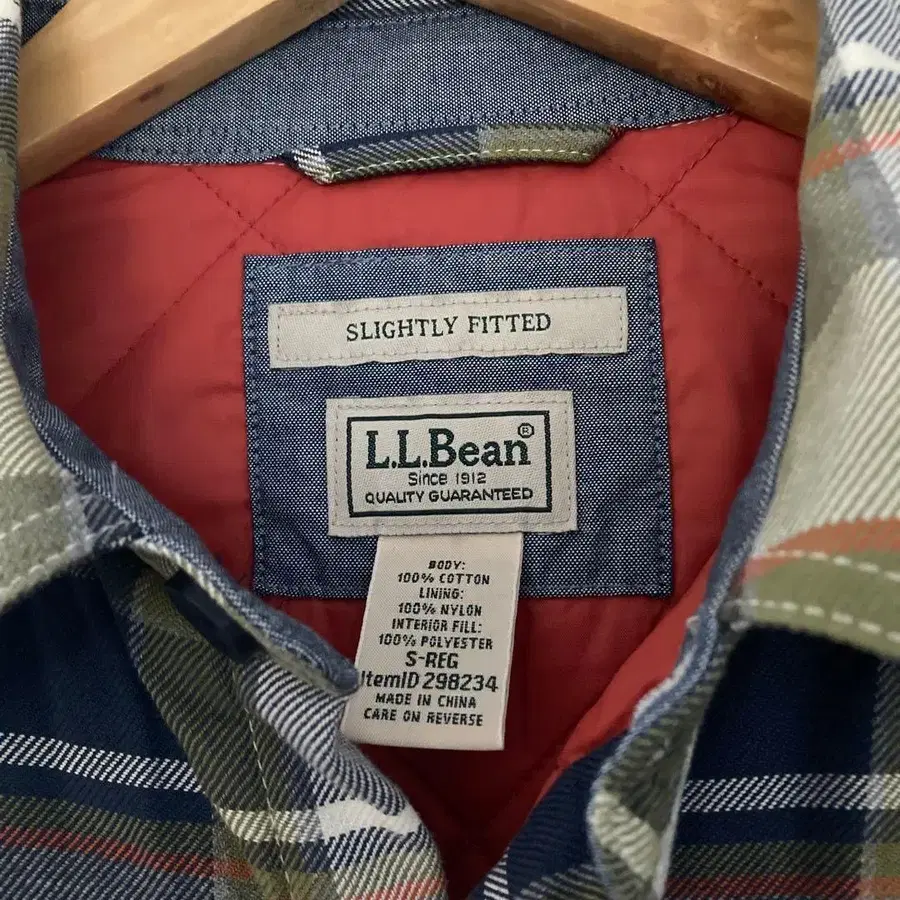 SLIGHTLY FITTED
L.L.Bean®
Since 1912
QUALITY GUARANTEED
BODY:
100% COTTON
LINING:
100% NYLON
INTERIOR FILL:
100% POLYESTER
S-REG
ItemID 298234
MADE IN CHINA
CARE ON REVERSE